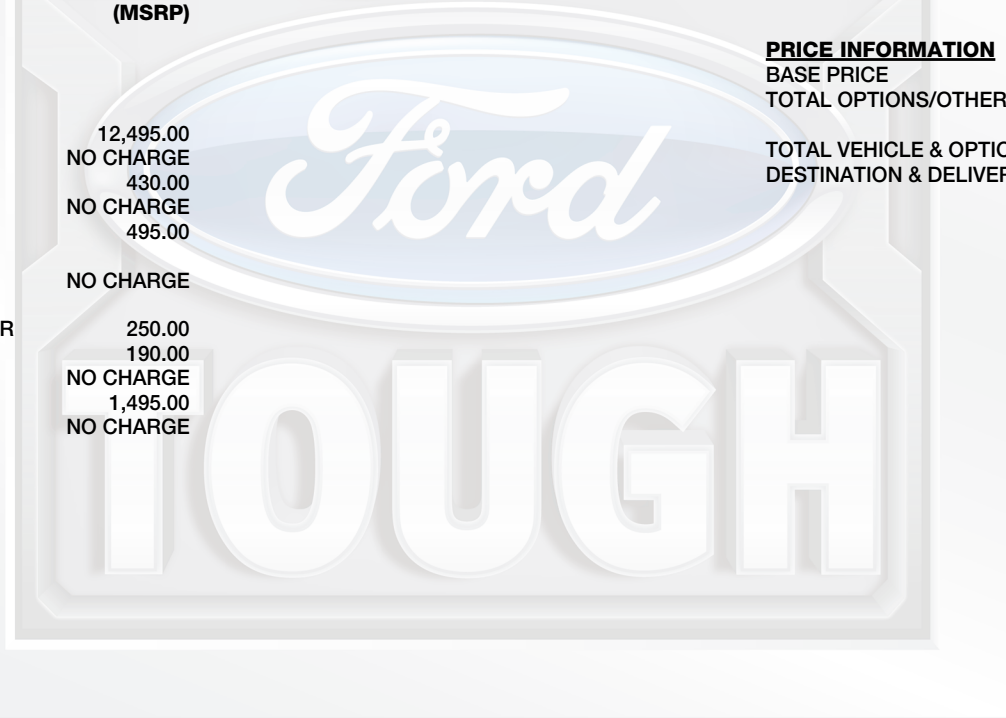 (MSRP)
12,495.00
NO CHARGE
430.00
NO CHARGE
495.00
NO CHARGE
R 250.00
190.00
NO CHARGE
1,495.00
NO CHARGE
PRICE INFORMATION
BASE PRICE
TOTAL OPTIONS/OTHER
TOTAL VEHICLE & OPTIO
DESTINATION & DELIVER
Ford
TOUGH